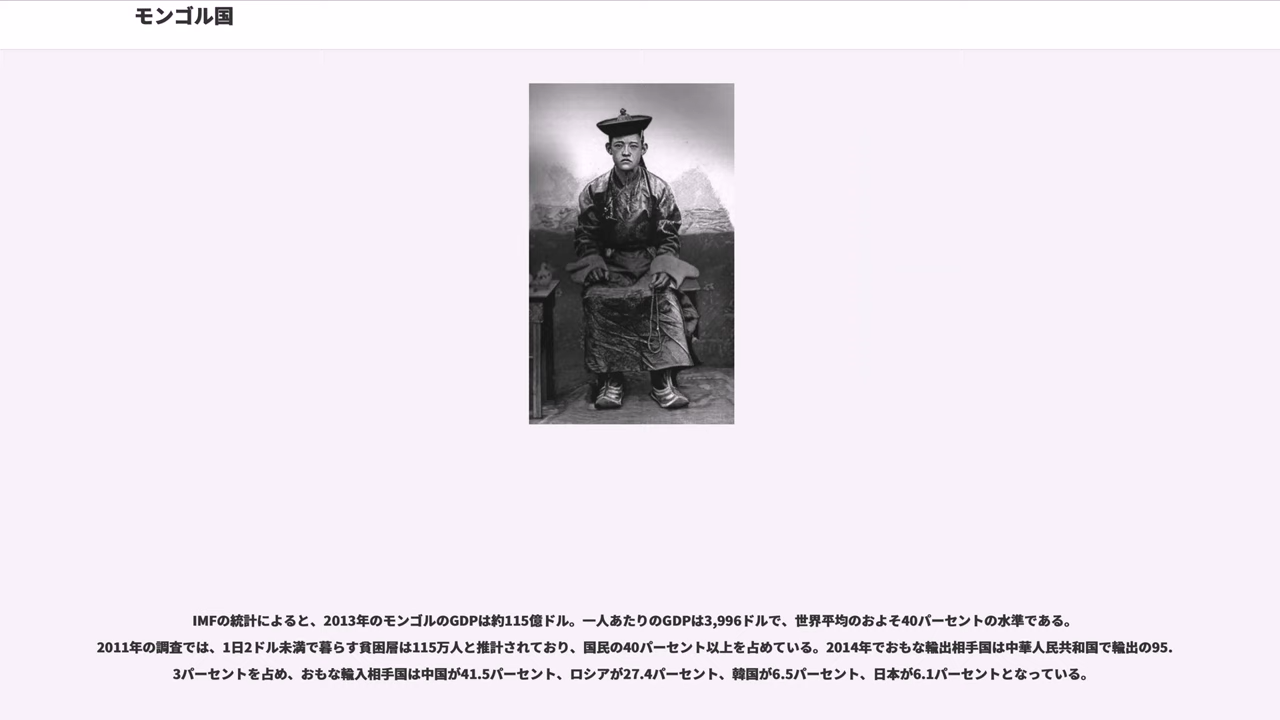 モンゴル国
IMFの統計によると、2013年のモンゴルのGDPは約115億ドル。一人あたりのGDPは3,996ドルで、世界平均のおよそ40パーセントの水準である。
2011年の調査では、1日2ドル未満で暮らす貧困層は115万人と推計されており、国民の40パーセント以上を占めている。2014年でおもな輸出相手国は中華人民共和国で輸出の95.
3パーセントを占め、おもな輸入相手国は中国が41.5パーセント、ロシアが27.4パーセント、韓国が6.5パーセント、日本が6.1パーセントとなっている。